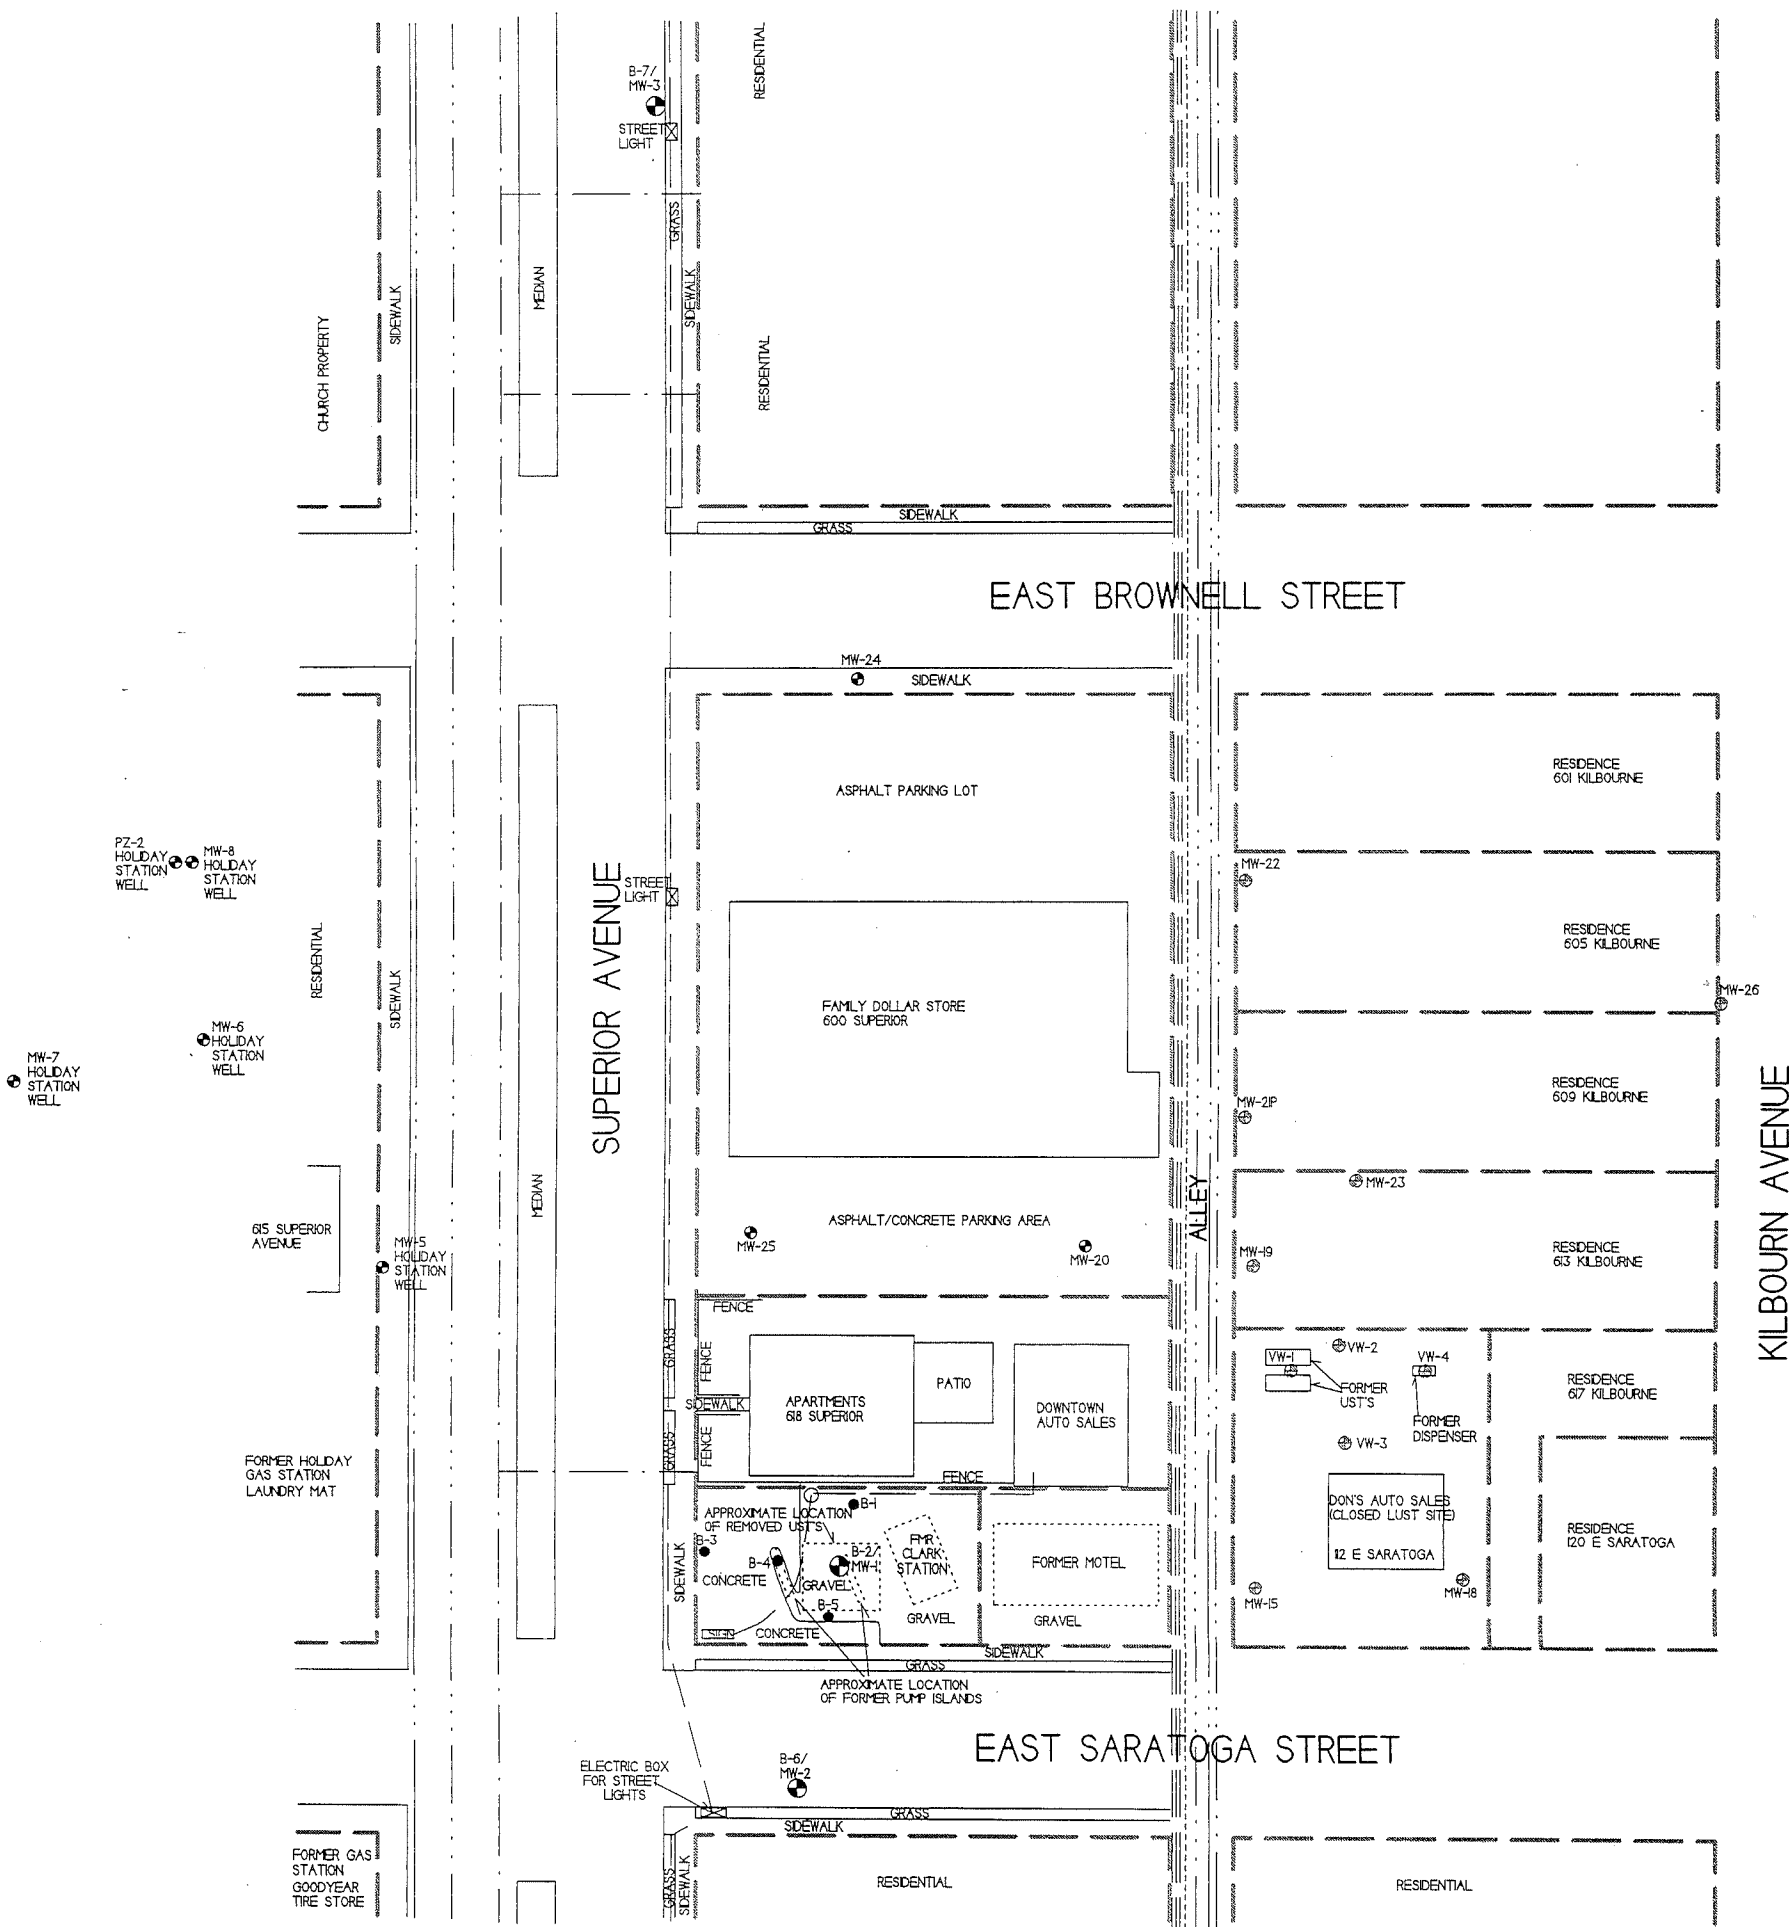 RESIDENTIAL
B-7/
MW-3
STREET
LIGHT
GRASS
SIDEWALK
MEDIAN
SIDEWALK
CHURCH PROPERTY
RESIDENTIAL
SIDEWALK
GRASS
EAST BROWNELL STREET
MW-24
SIDEWALK
ASPHALT PARKING LOT
RESIDENCE
601 KILBOURNE
PZ-2
HOLIDAY
STATION
WELL
MW-8
HOLIDAY
STATION
WELL
STREET
LIGHT
SUPERIOR AVENUE
MW-22
RESIDENCE
605 KILBOURNE
RESIDENTIAL
SIDEWALK
FAMILY DOLLAR STORE
600 SUPERIOR
MW-26
MW-6
HOLIDAY
STATION
WELL
MW-7
HOLIDAY
STATION
WELL
MW-21P
RESIDENCE
609 KILBOURNE
KILBOURN AVENUE
MEDIAN
ALLEY
MW-23
615 SUPERIOR
AVENUE
MW-5
HOLIDAY
STATION
WELL
ASPHALT/CONCRETE PARKING AREA
MW-25
MW-20
MW-19
RESIDENCE
613 KILBOURNE
FENCE
GRASS
FENCE
SIDEWALK
GRASS
FENCE
APARTMENTS
618 SUPERIOR
PATIO
DOWNTOWN
AUTO SALES
VW-1
VW-2
VW-4
FORMER
UST'S
FORMER
DISPENSER
VW-3
RESIDENCE
617 KILBOURNE
FORMER HOLIDAY
GAS STATION
LAUNDRY MAT
FENCE
APPROXIMATE LOCATION
OF REMOVED UST'S
B-1
B-3
B-4
B-2/
MW-1
FMR
CLARK
STATION
FORMER MOTEL
DON'S AUTO SALES
(CLOSED LUST SITE)
12 E SARATOGA
RESIDENCE
120 E SARATOGA
SIDEWALK
CONCRETE
GRAVEL
B-5
GRAVEL
GRAVEL
MW-15
MW-18
SIGN
CONCRETE
SIDEWALK
GRASS
APPROXIMATE LOCATION
OF FORMER PUMP ISLANDS
EAST SARATOGA STREET
ELECTRIC BOX
FOR STREET
LIGHTS
B-6/
MW-2
GRASS
SIDEWALK
FORMER GAS
STATION
GOODYEAR
TIRE STORE
GRASS
SIDEWALK
RESIDENTIAL
RESIDENTIAL